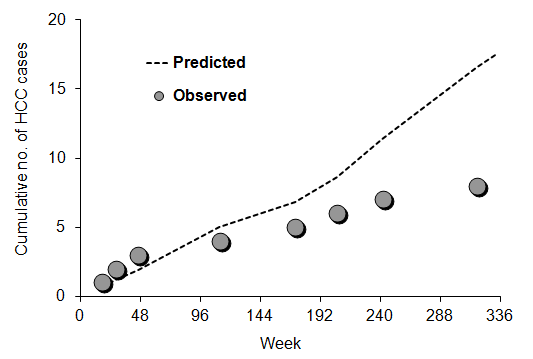 20
15
10
5
0
Cumulative no. of HCC cases
Predicted
Observed
0 48 96 144 192 240 288 336
Week